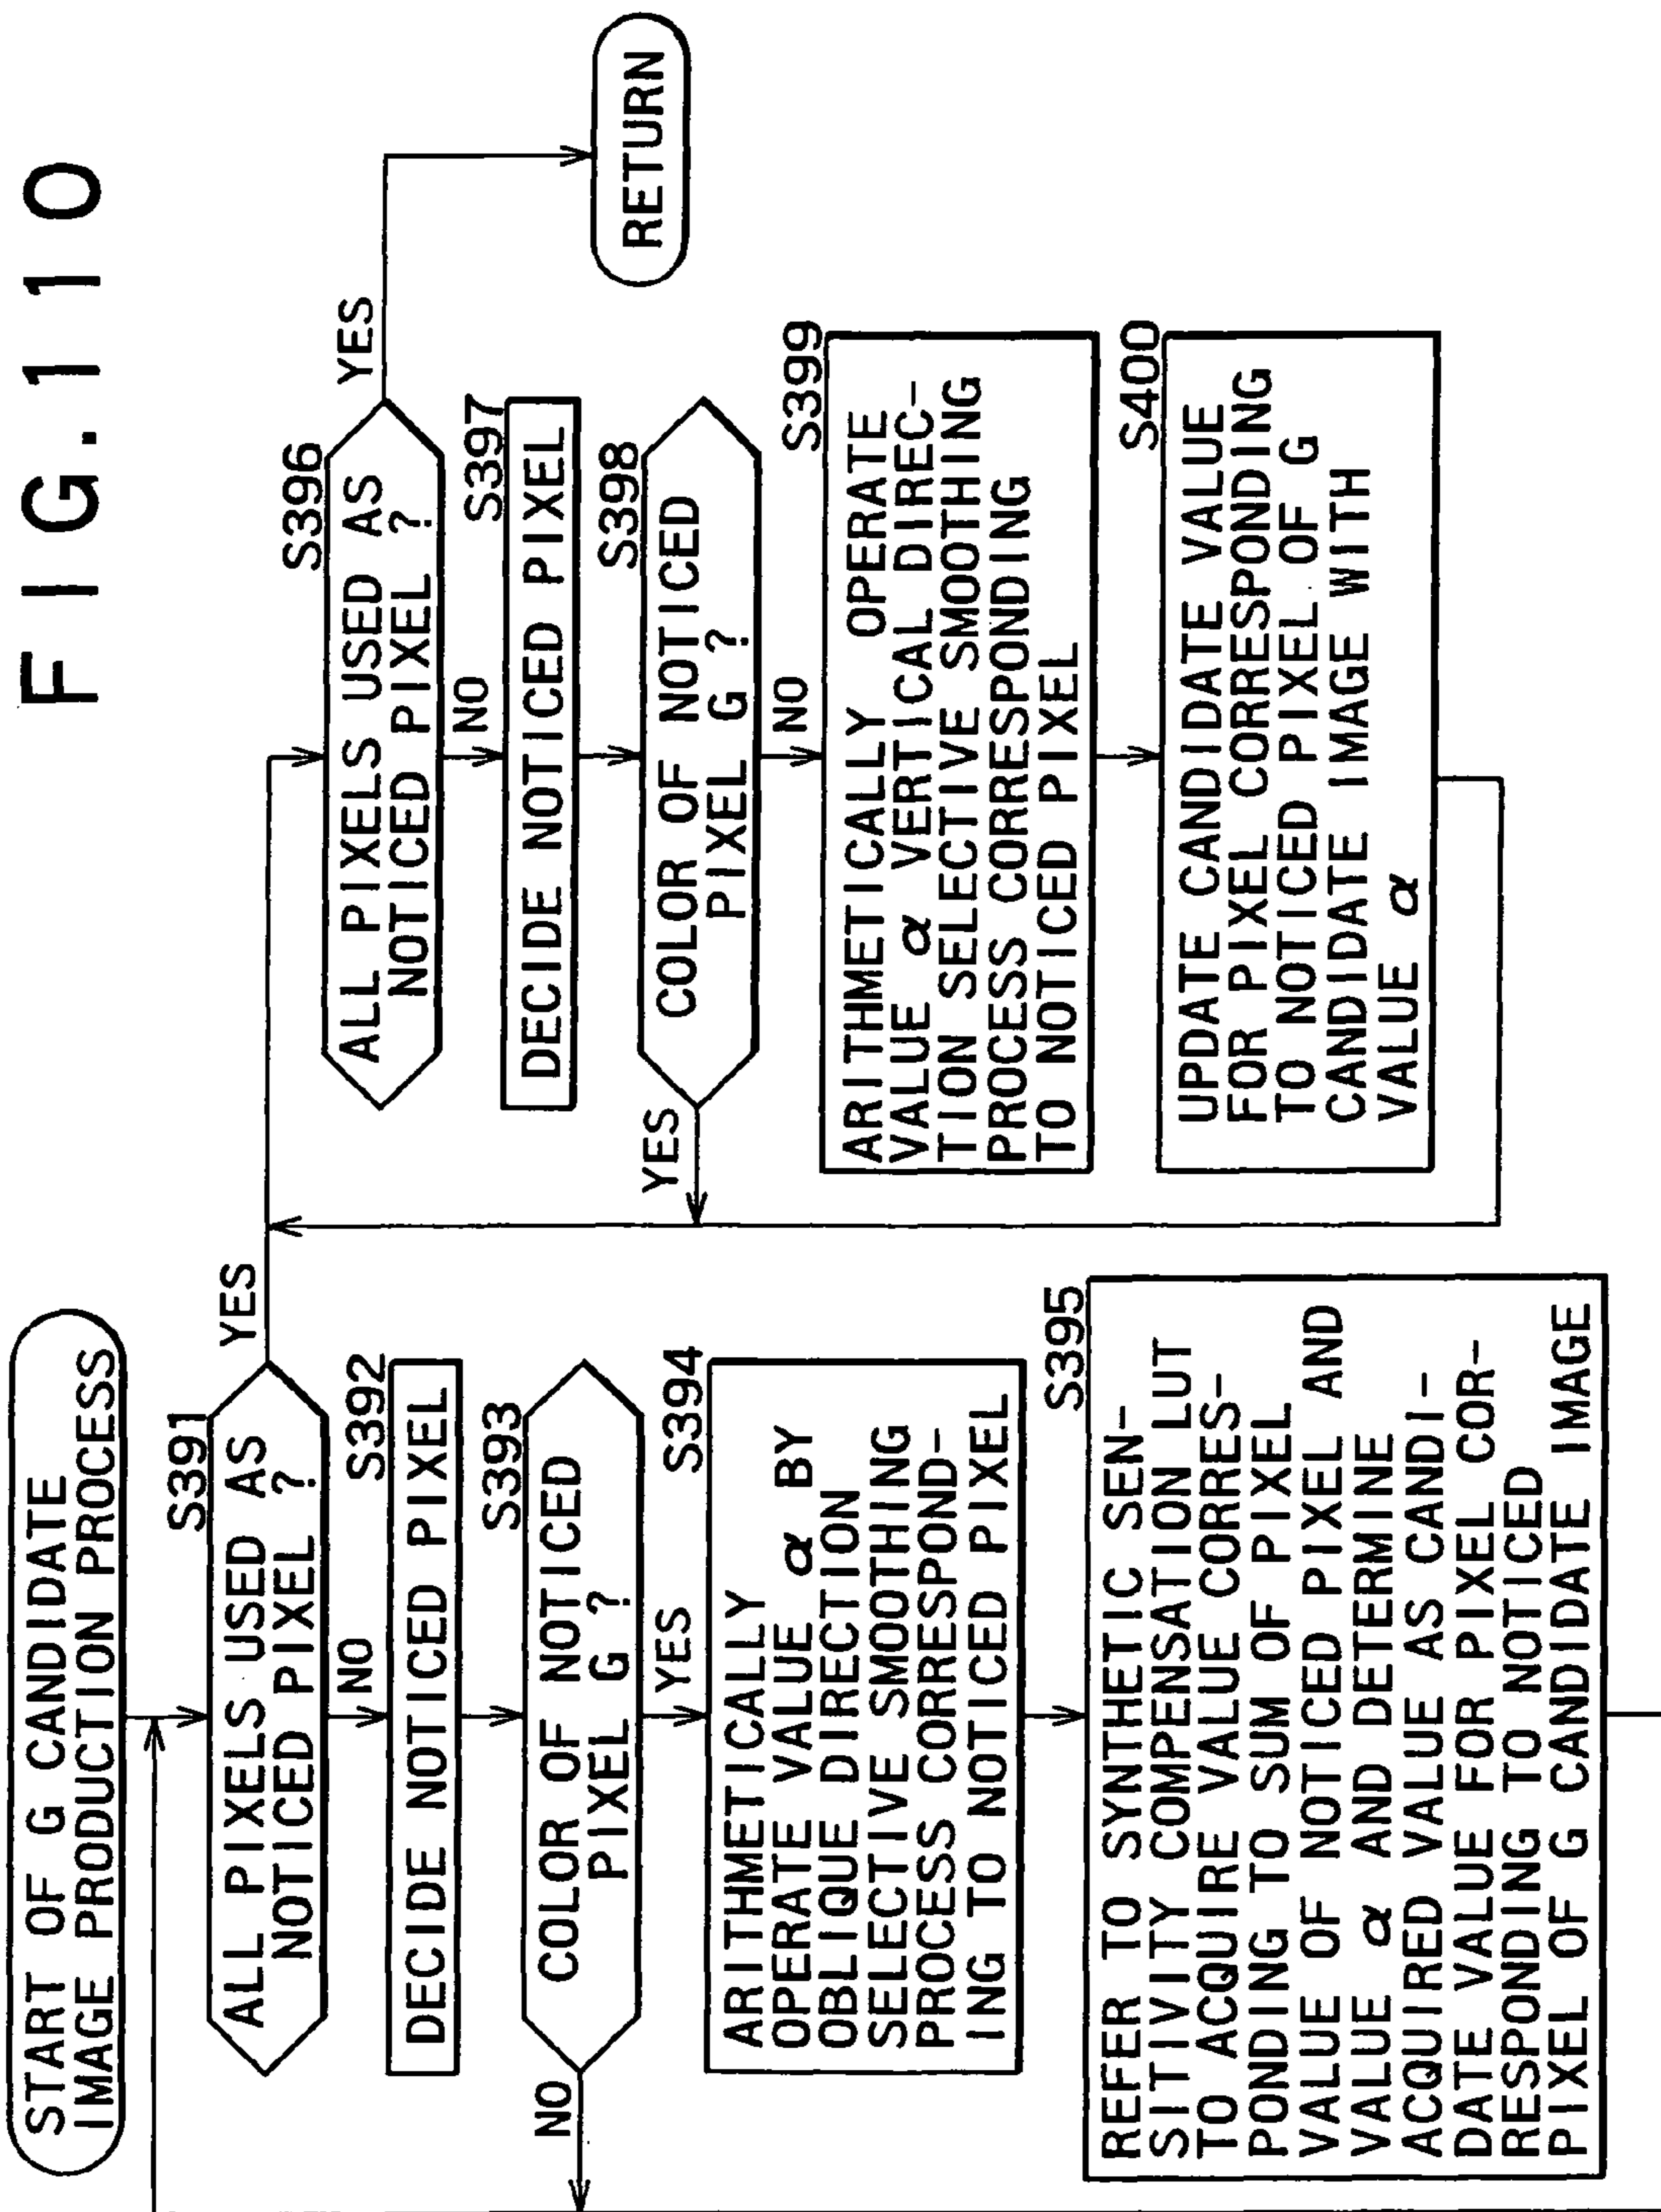 FIG.110
START OF G CANDIDATE
IMAGE PRODUCTION PROCESS
S391
ALL PIXELS USED AS
NOTICED PIXEL ?
YES
NO
S392
DECIDE NOTICED PIXEL
S393
COLOR OF NOTICED
PIXEL G ?
NO
YES
S394
ARITHMETICALLY
OPERATE VALUE α BY
OBLIQUE DIRECTION
SELECTIVE SMOOTHING
PROCESS CORRESPOND-
ING TO NOTICED PIXEL
S395
REFER TO SYNTHETIC SEN-
SITIVITY COMPENSATION LUT
TO ACQUIRE VALUE CORRES-
PONDING TO SUM OF PIXEL
VALUE OF NOTICED PIXEL AND
VALUE α AND DETERMINE
ACQUIRED VALUE AS CANDI-
DATE VALUE FOR PIXEL COR-
RESPONDING TO NOTICED
PIXEL OF G CANDIDATE IMAGE
S396
ALL PIXELS USED AS
NOTICED PIXEL ?
YES
NO
RETURN
S397
DECIDE NOTICED PIXEL
S398
COLOR OF NOTICED
PIXEL G ?
YES
NO
S399
ARITHMETICALLY OPERATE
VALUE α VERTICAL DIREC-
TION SELECTIVE SMOOTHING
PROCESS CORRESPONDING
TO NOTICED PIXEL
S400
UPDATE CANDIDATE VALUE
FOR PIXEL CORRESPONDING
TO NOTICED PIXEL OF G
CANDIDATE IMAGE WITH
VALUE α